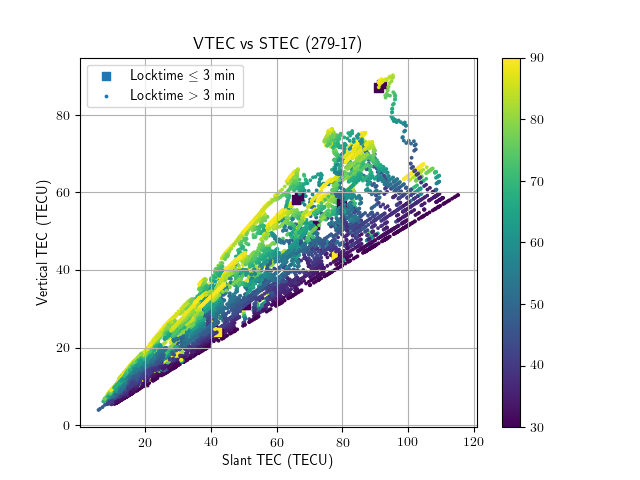 VTEC vs STEC (279-17)
Locktime ≤ 3 min
Locktime > 3 min
Vertical TEC (TECU)
80
60
40
20
0
20 40 60 80 100 120
Slant TEC (TECU)
90
80
70
60
50
40
30